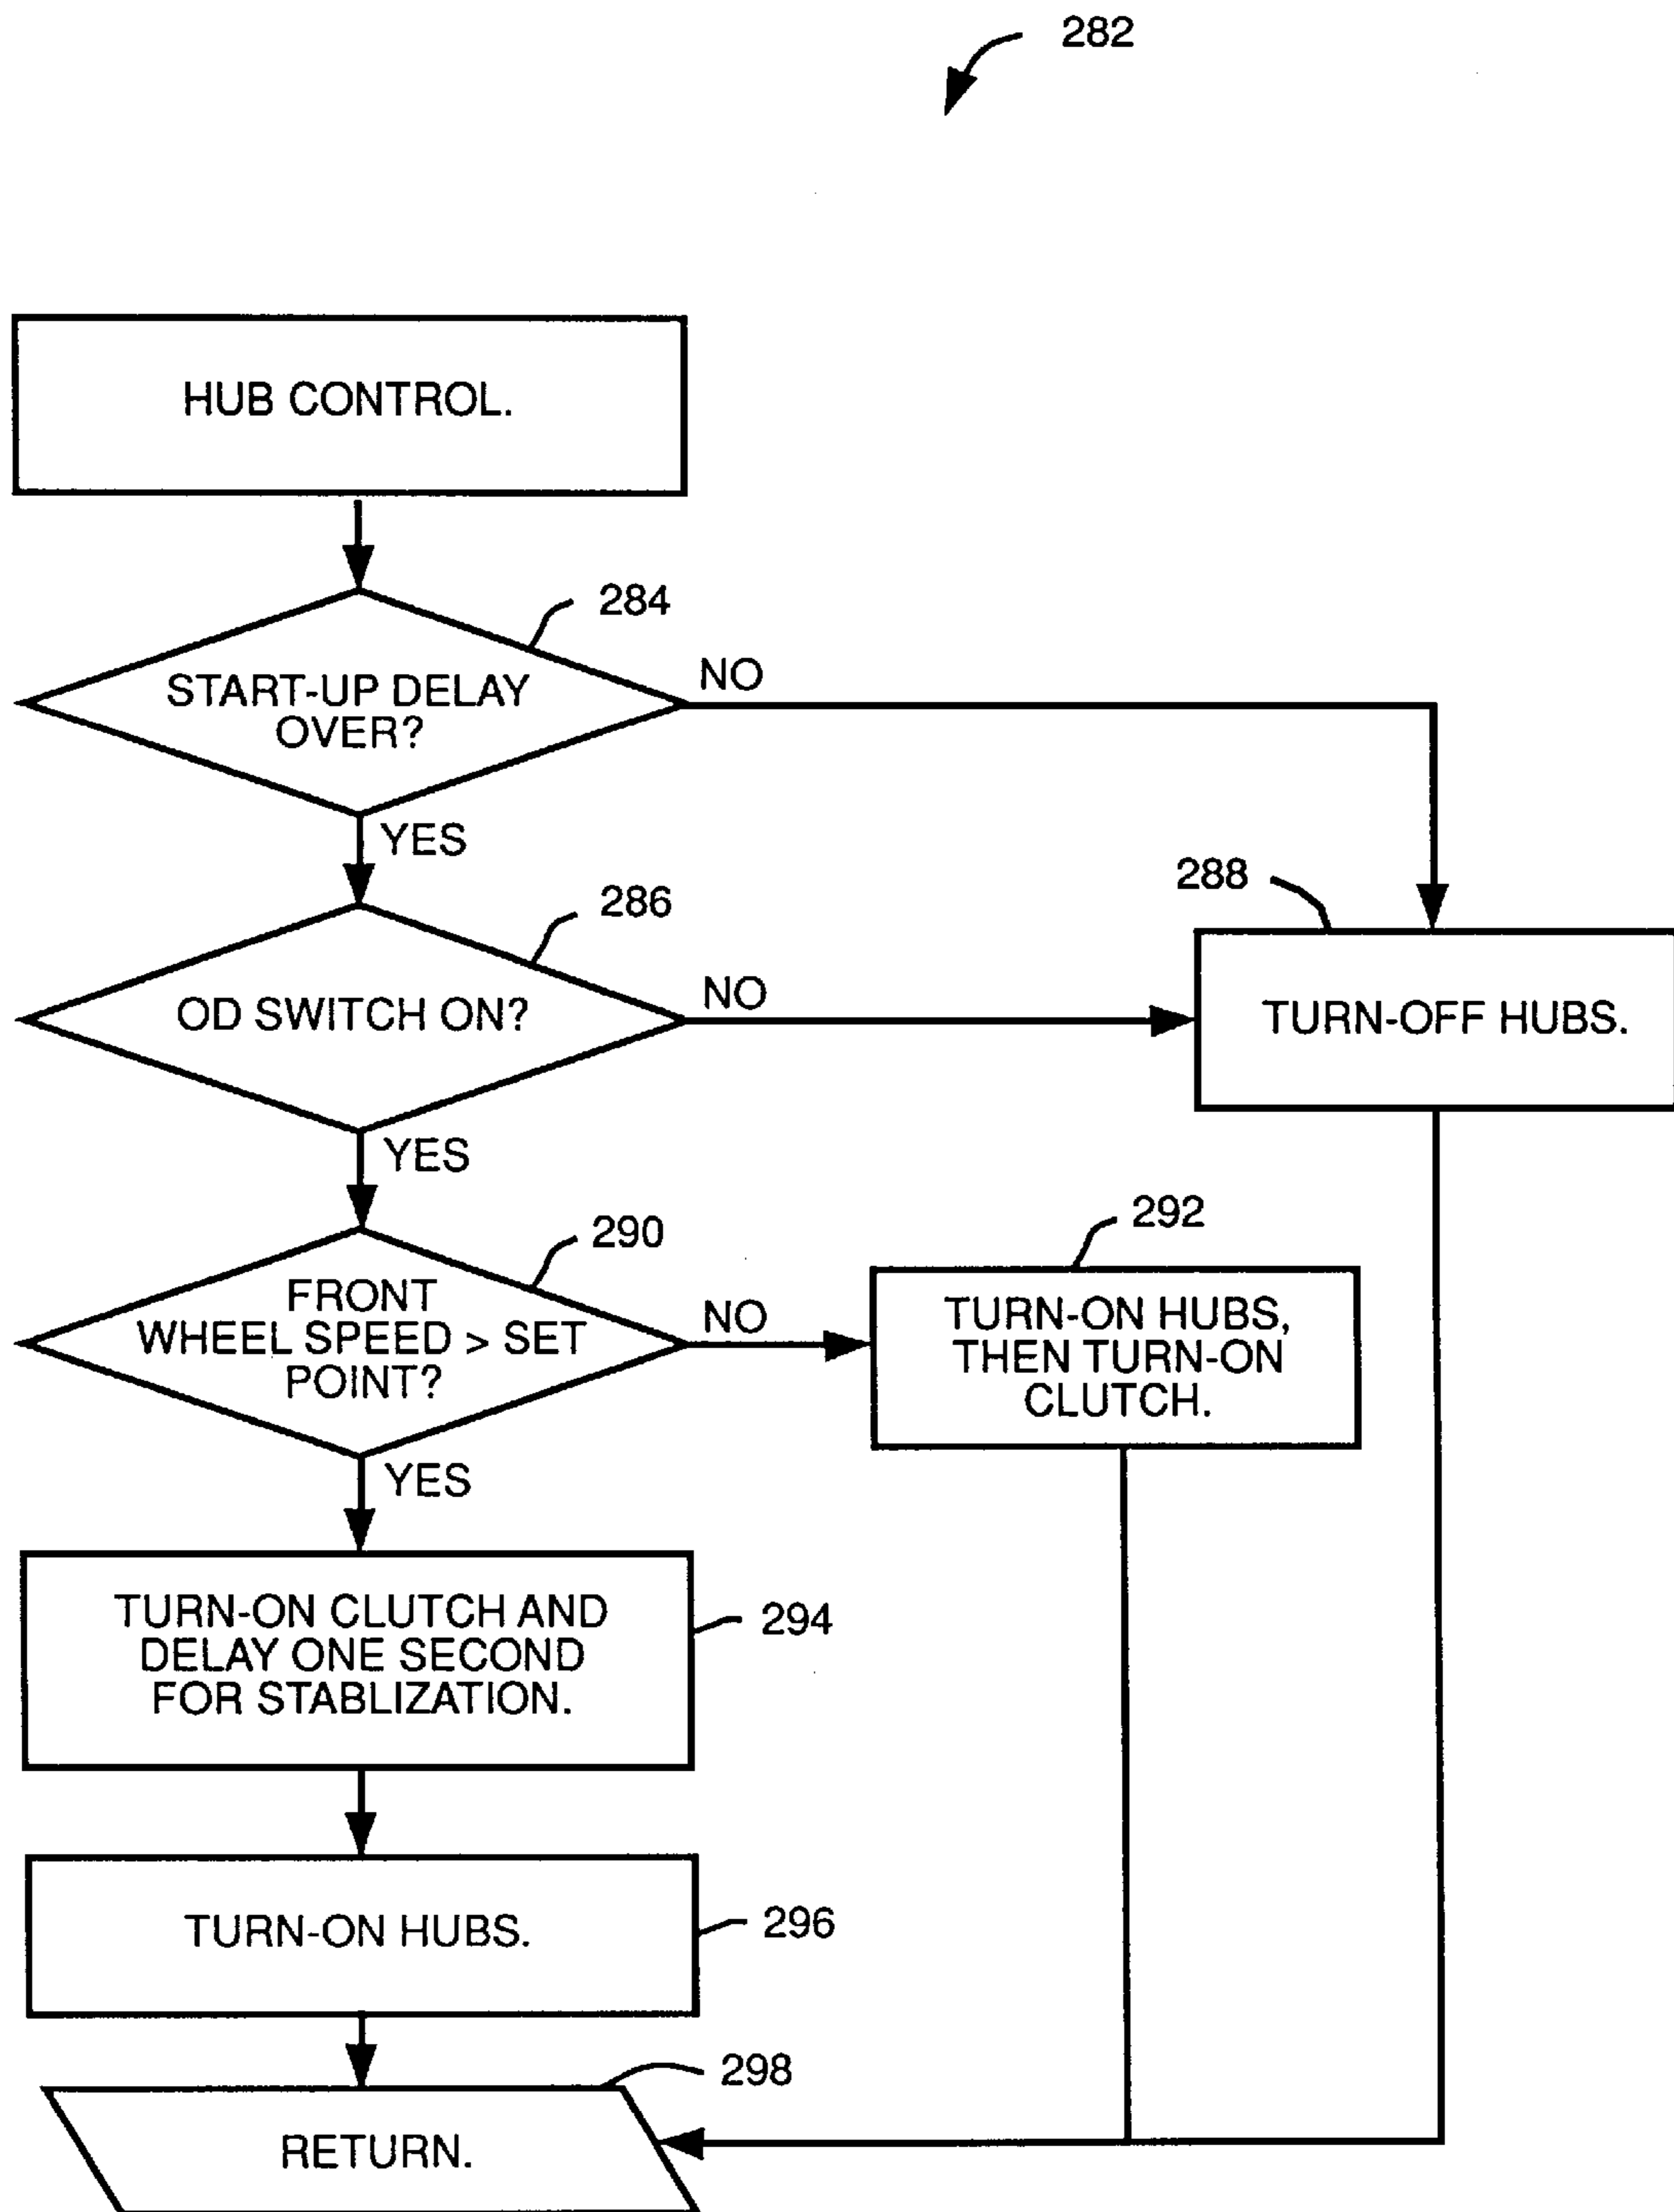 282
HUB CONTROL.
284
START-UP DELAY
OVER?
NO
YES
286
OD SWITCH ON?
NO
288
TURN-OFF HUBS.
YES
290
FRONT
WHEEL SPEED > SET
POINT?
NO
292
TURN-ON HUBS,
THEN TURN-ON
CLUTCH.
YES
TURN-ON CLUTCH AND
DELAY ONE SECOND
FOR STABLIZATION.
294
TURN-ON HUBS.
296
298
RETURN.